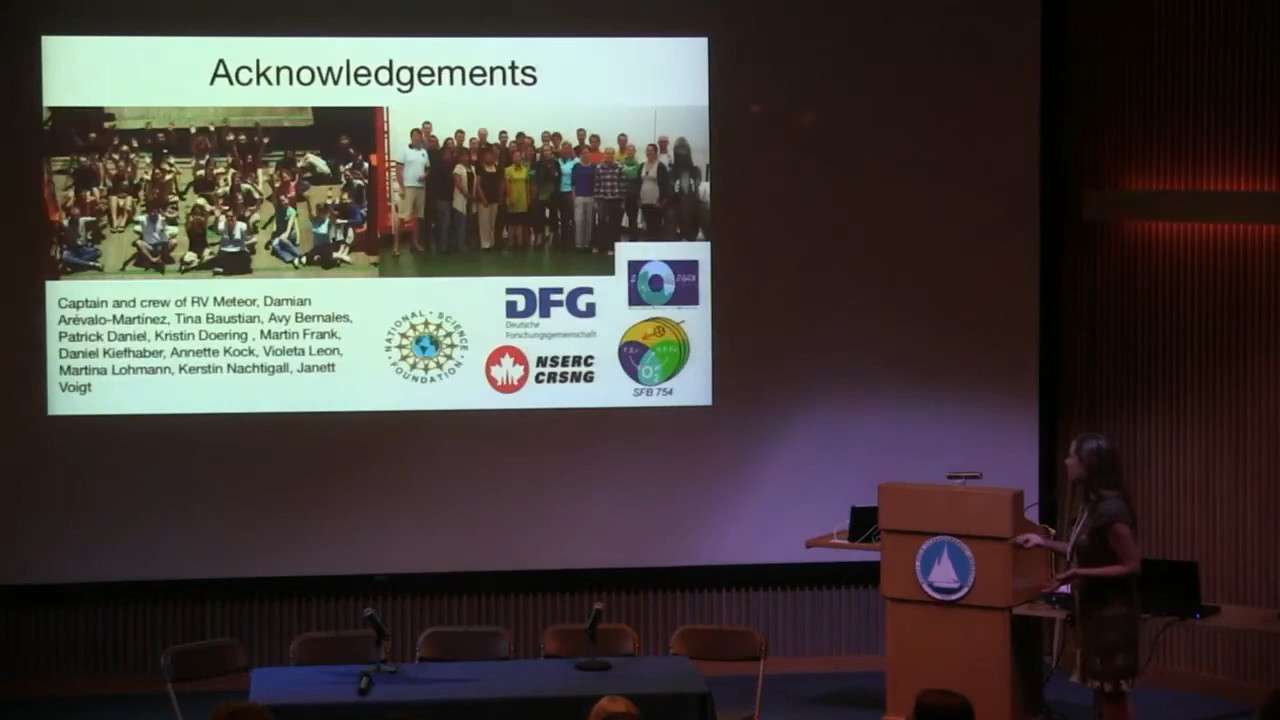 Acknowledgements
Captain and crew of RV Meteor, Damian
Arévalo-Martínez, Tina Baustian, Avy Bernales,
Patrick Daniel, Kristin Doering , Martin Frank,
Daniel Kiefhaber, Annette Kock, Violeta Leon,
Martina Lohmann, Kerstin Nachtigall, Janett
Voigt
NATIONAL SCIENCE
FOUNDATION
DFG
Deutsche
Forschungsgemeinschaft
NSERC
CRSNG
SFB 754